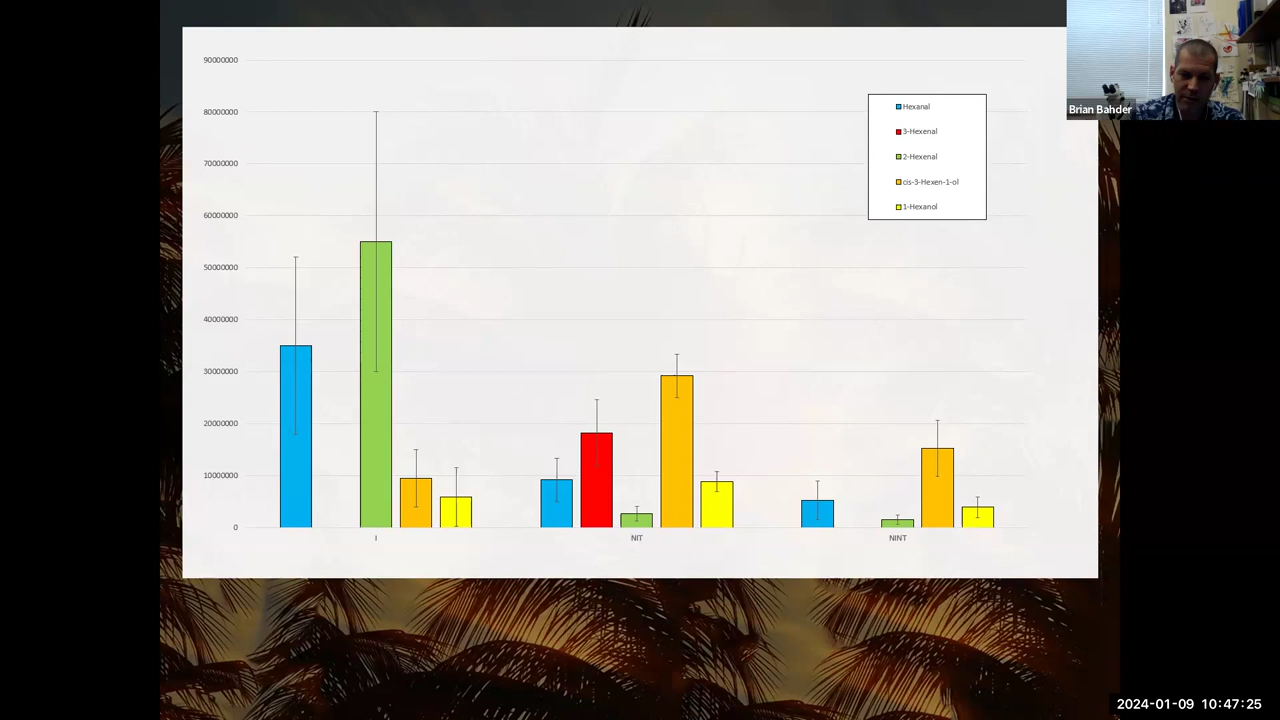 90000000
80000000
70000000
60000000
50000000
40000000
30000000
20000000
10000000
0
I
NIT
NINT
Hexanal
3-Hexenal
2-Hexenal
cis-3-Hexen-1-ol
1-Hexanol
Brian Bahder
2024-01-09 10:47:25